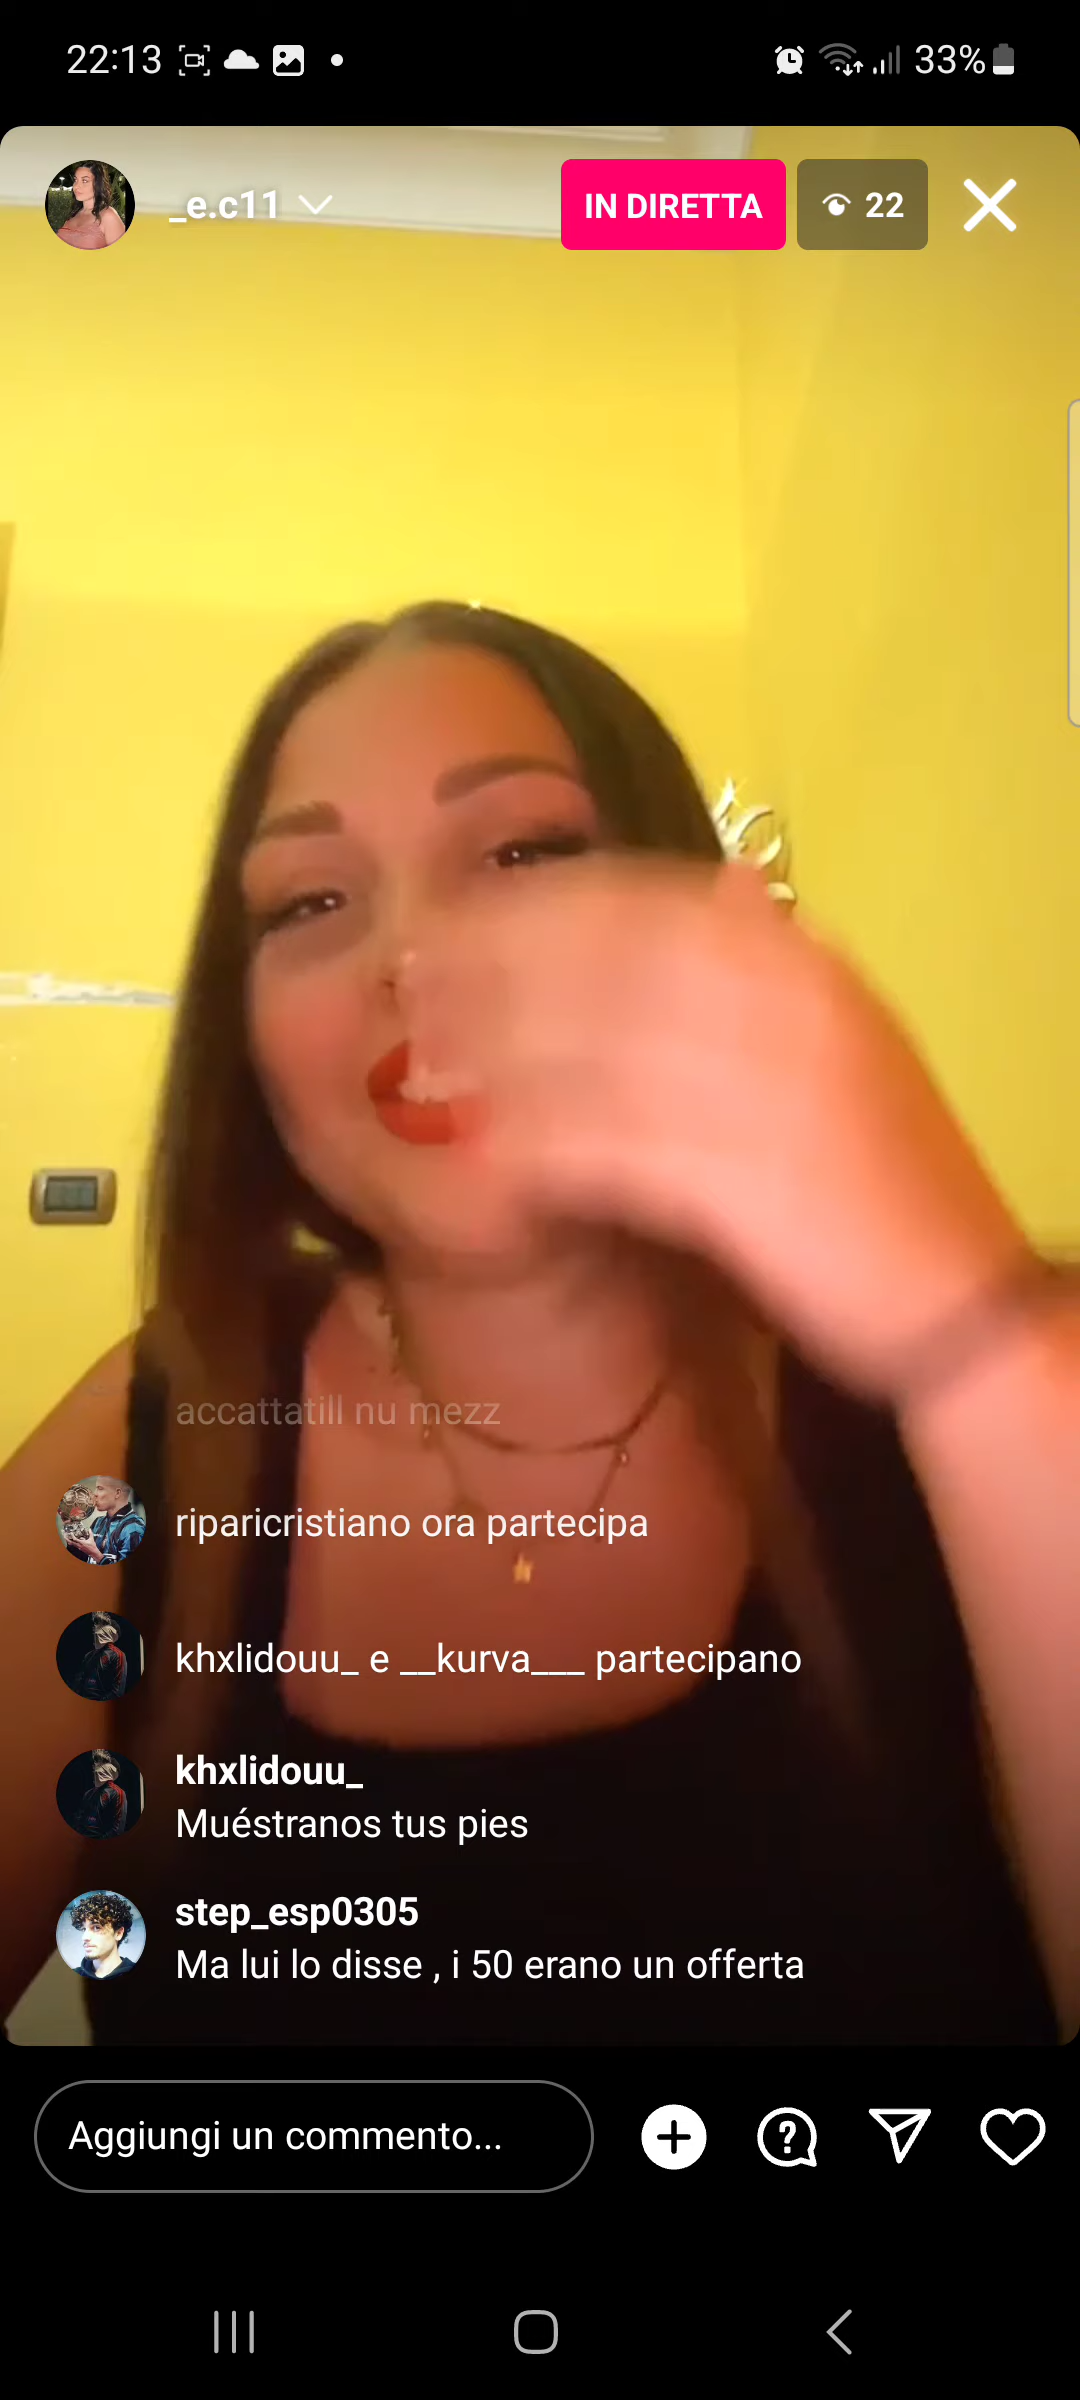 22:13
33%
_e.c11
IN DIRETTA
22
accattatill nu mezz
riparicristiano ora partecipa
khxlidouu_ e __kurva___ partecipano
khxlidouu_
Muéstranos tus pies
step_esp0305
Ma lui lo disse , i 50 erano un offerta
Aggiungi un commento...